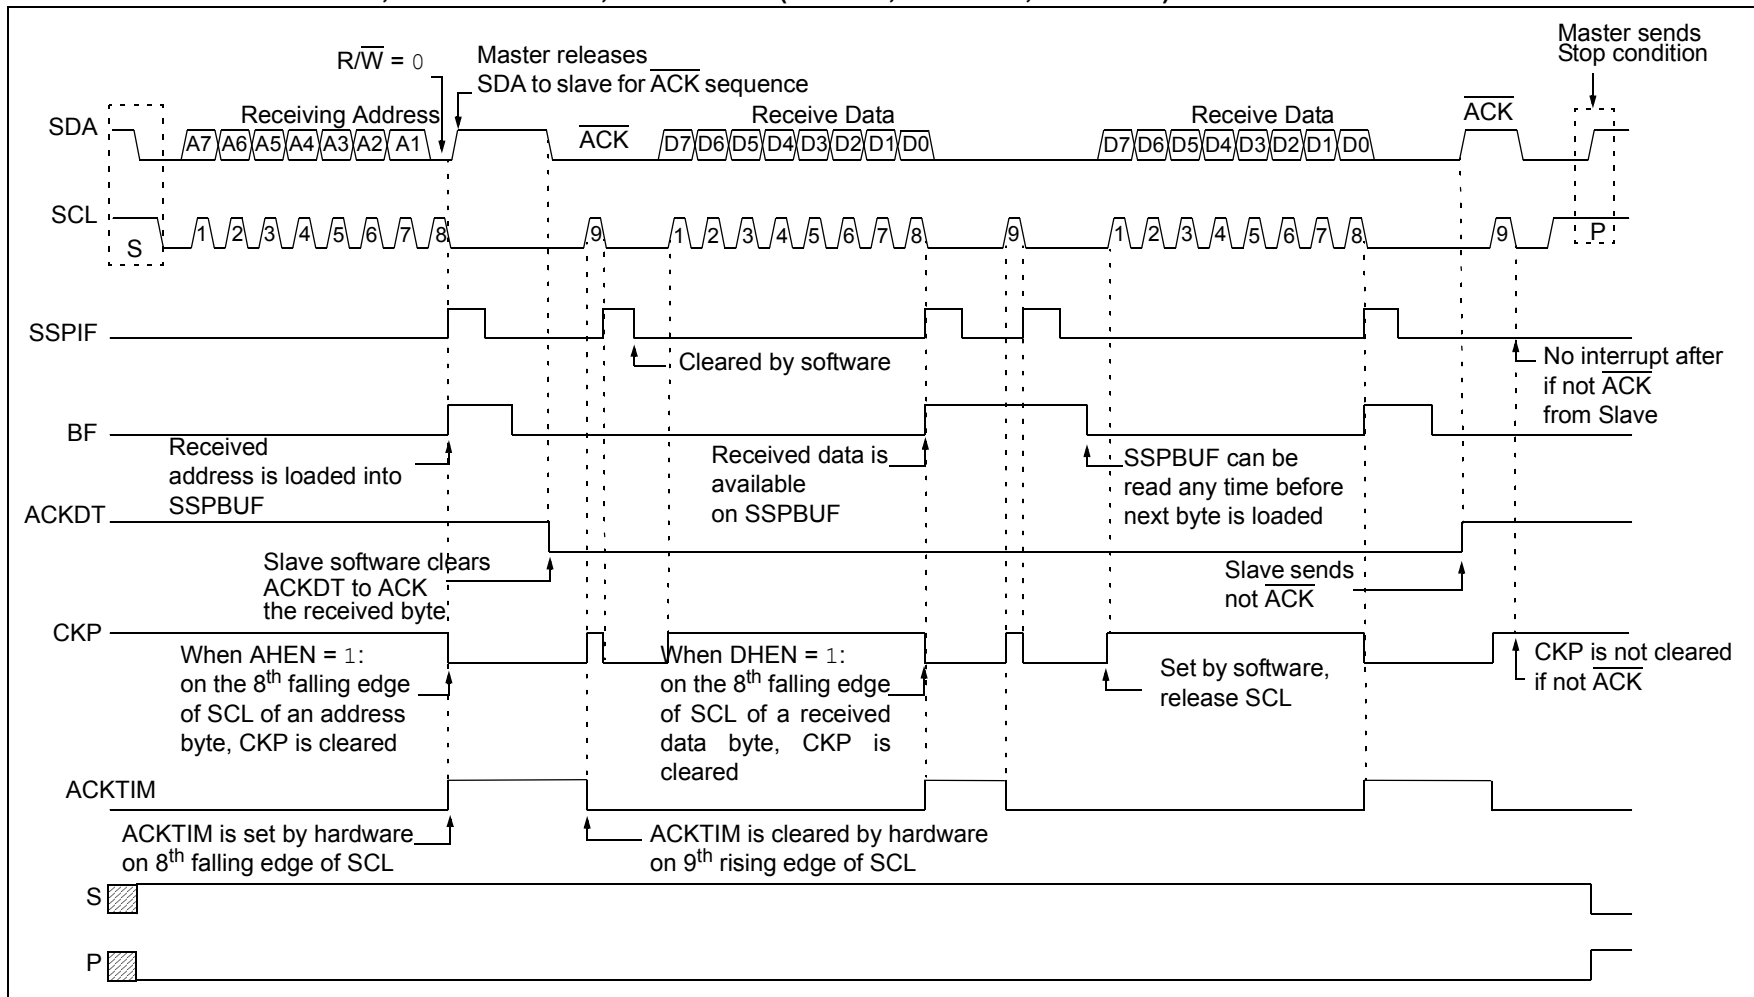 Master sends
Stop condition
R/W = 0
Master releases
SDA to slave for ACK sequence
SDA
Receiving Address
A7 A6 A5 A4 A3 A2 A1
ACK
Receive Data
D7 D6 D5 D4 D3 D2 D1 D0
Receive Data
D7 D6 D5 D4 D3 D2 D1 D0
ACK
SCL
S
1 2 3 4 5 6 7 8 9
1 2 3 4 5 6 7 8 9
1 2 3 4 5 6 7 8 9
P
SSPIF
Cleared by software
No interrupt after
if not ACK
from Slave
BF
Received
address is loaded into
SSPBUF
Received data is
available
on SSPBUF
SSPBUF can be
read any time before
next byte is loaded
ACKDT
Slave software clears
ACKDT to ACK
the received byte
Slave sends
not ACK
CKP
When AHEN = 1:
on the 8th falling edge
of SCL of an address
byte, CKP is cleared
When DHEN = 1:
on the 8th falling edge
of SCL of a received
data byte, CKP is
cleared
Set by software,
release SCL
CKP is not cleared
if not ACK
ACKTIM
ACKTIM is set by hardware
on 8th falling edge of SCL
ACKTIM is cleared by hardware
on 9th rising edge of SCL
S
P